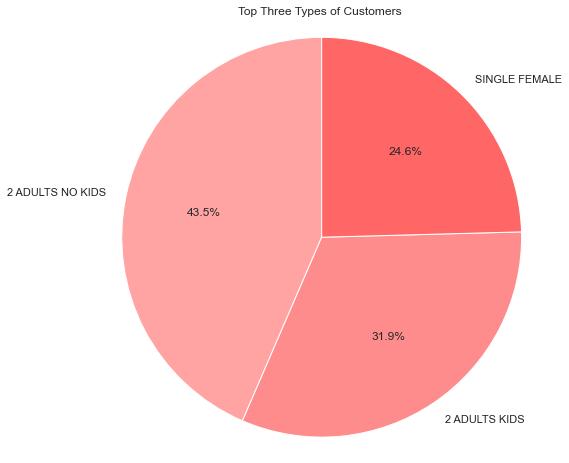 Top Three Types of Customers
SINGLE FEMALE
24.6%
2 ADULTS NO KIDS
43.5%
31.9%
2 ADULTS KIDS